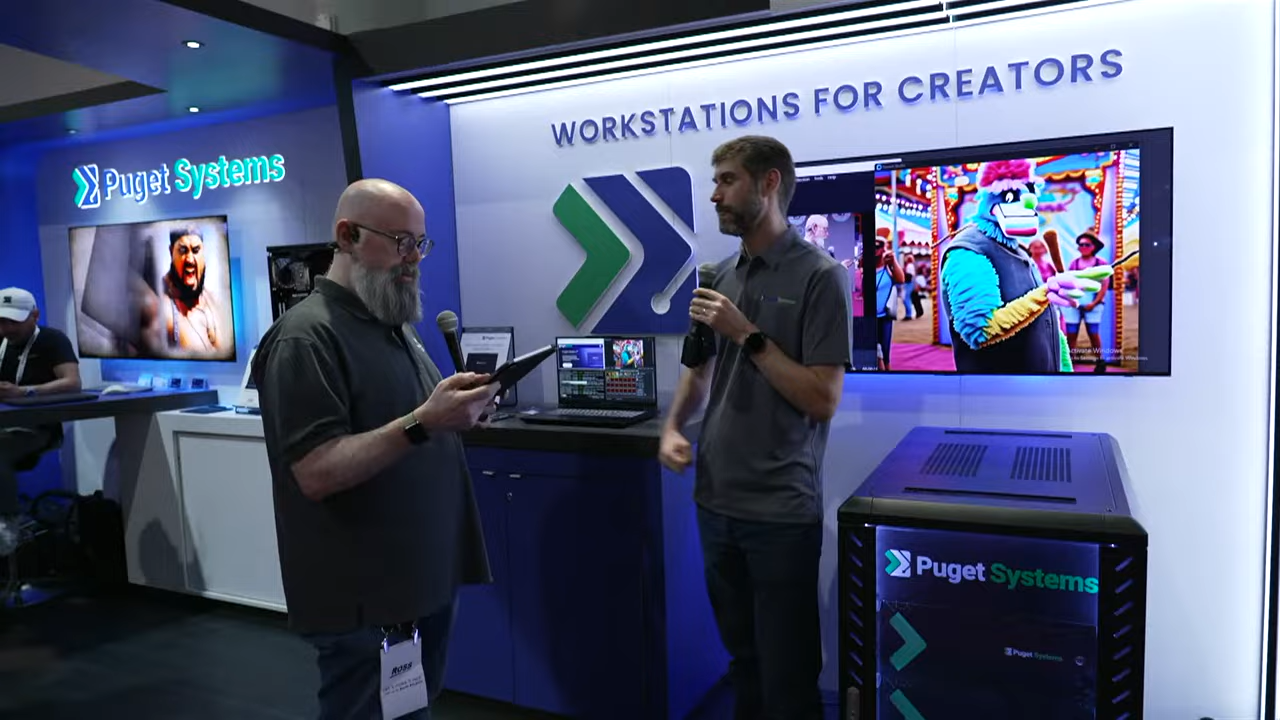 WORKSTATIONS FOR CREATORS
Puget Systems
Activate Windows
Puget Systems
Puget Systems
ROSS